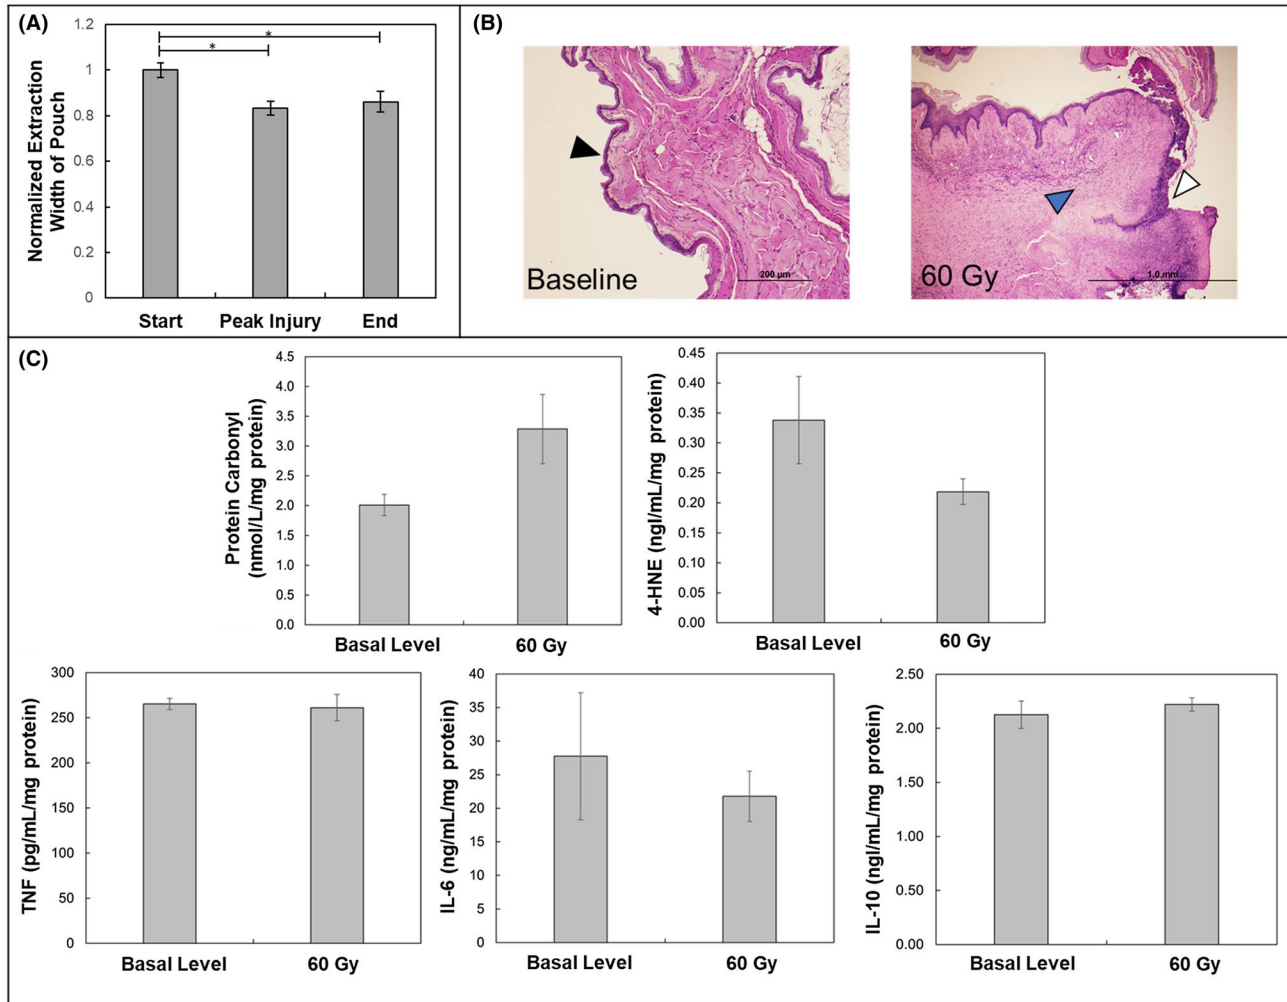 (A)
1.2
1
0.8
0.6
0.4
0.2
0
Normalized Extraction
Width of Pouch
*
*
Start Peak Injury End
(B)
Baseline
200 µm
60 Gy
1.0 mm
(C)
4.5
4.0
3.5
3.0
2.5
2.0
1.5
1.0
0.5
0.0
Protein Carbonyl
(nmol/L/mg protein)
Basal Level 60 Gy
0.45
0.40
0.35
0.30
0.25
0.20
0.15
0.10
0.05
0.00
4-HNE (ngl/mL/mg protein)
Basal Level 60 Gy
300
250
200
150
100
50
0
TNF (pg/mL/mg protein)
Basal Level 60 Gy
40
35
30
25
20
15
10
5
0
IL-6 (ng/mL/mg protein)
Basal Level 60 Gy
2.50
2.00
1.50
1.00
0.50
0.00
IL-10 (ngl/mL/mg protein)
Basal Level 60 Gy